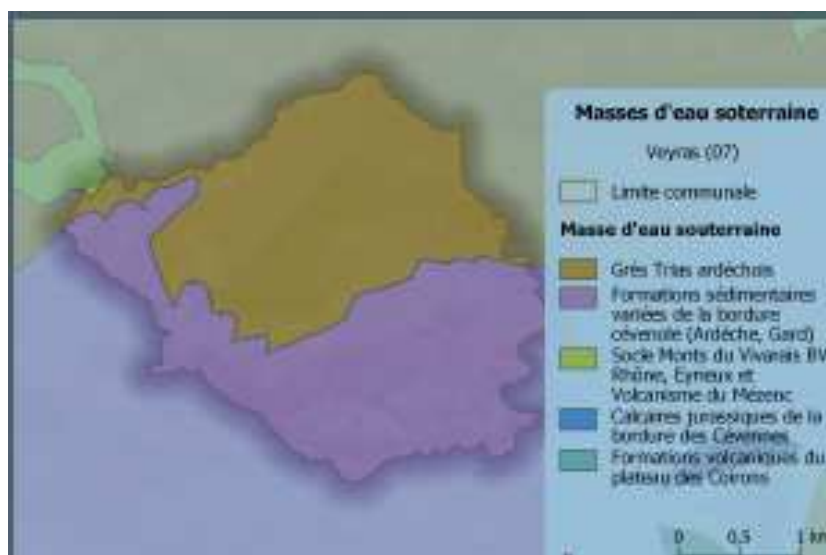 Masses d'eau soterraine
Veyras (07)
Limite communale
Masse d'eau souterraine
Grès Trias ardéchois
Formations sédimentaires
variées de la bordure
cévenole (Ardèche, Gard)
Socle Monts du Vivarais BV
Rhône, Eyrieux et
Volcanisme du Mézenc
Calcaires jurassiques de la
bordure des Cévennes
Formations volcaniques du
plateau des Coirons
0 0,5 1 km